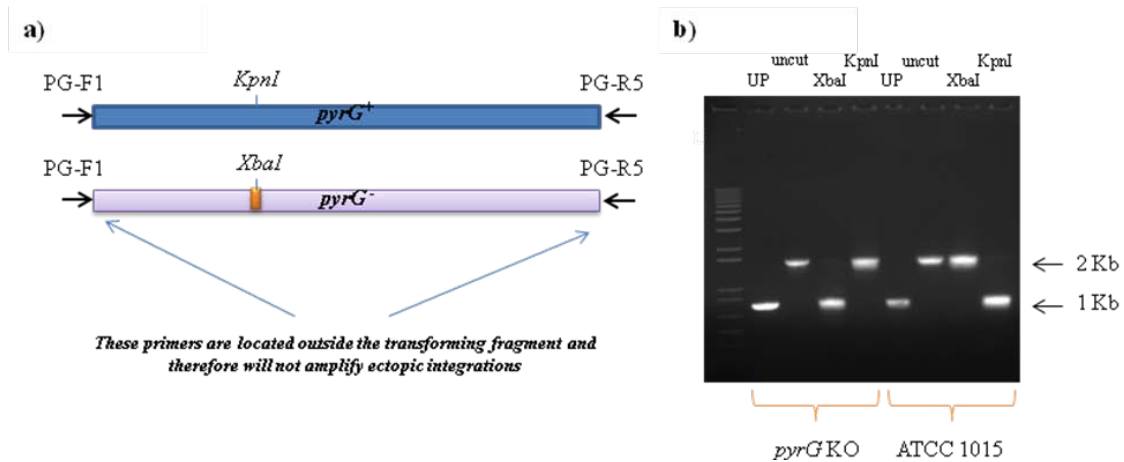 a)
PG-F1 KpnI PG-R5
pyrG+
XbaI
PG-F1 PG-R5
pyrG-
These primers are located outside the transforming fragment and
therefore will not amplify ectopic integrations
b)
uncut KpnI uncut KpnI
UP XbaI UP XbaI
2 Kb
1 Kb
pyrG KO ATCC 1015